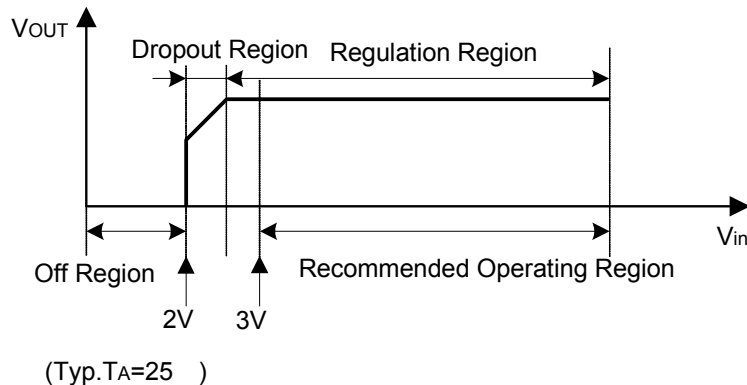 VOUT
Dropout Region
Regulation Region
Vin
Off Region
Recommended Operating Region
2V
3V
(Typ.TA=25 )